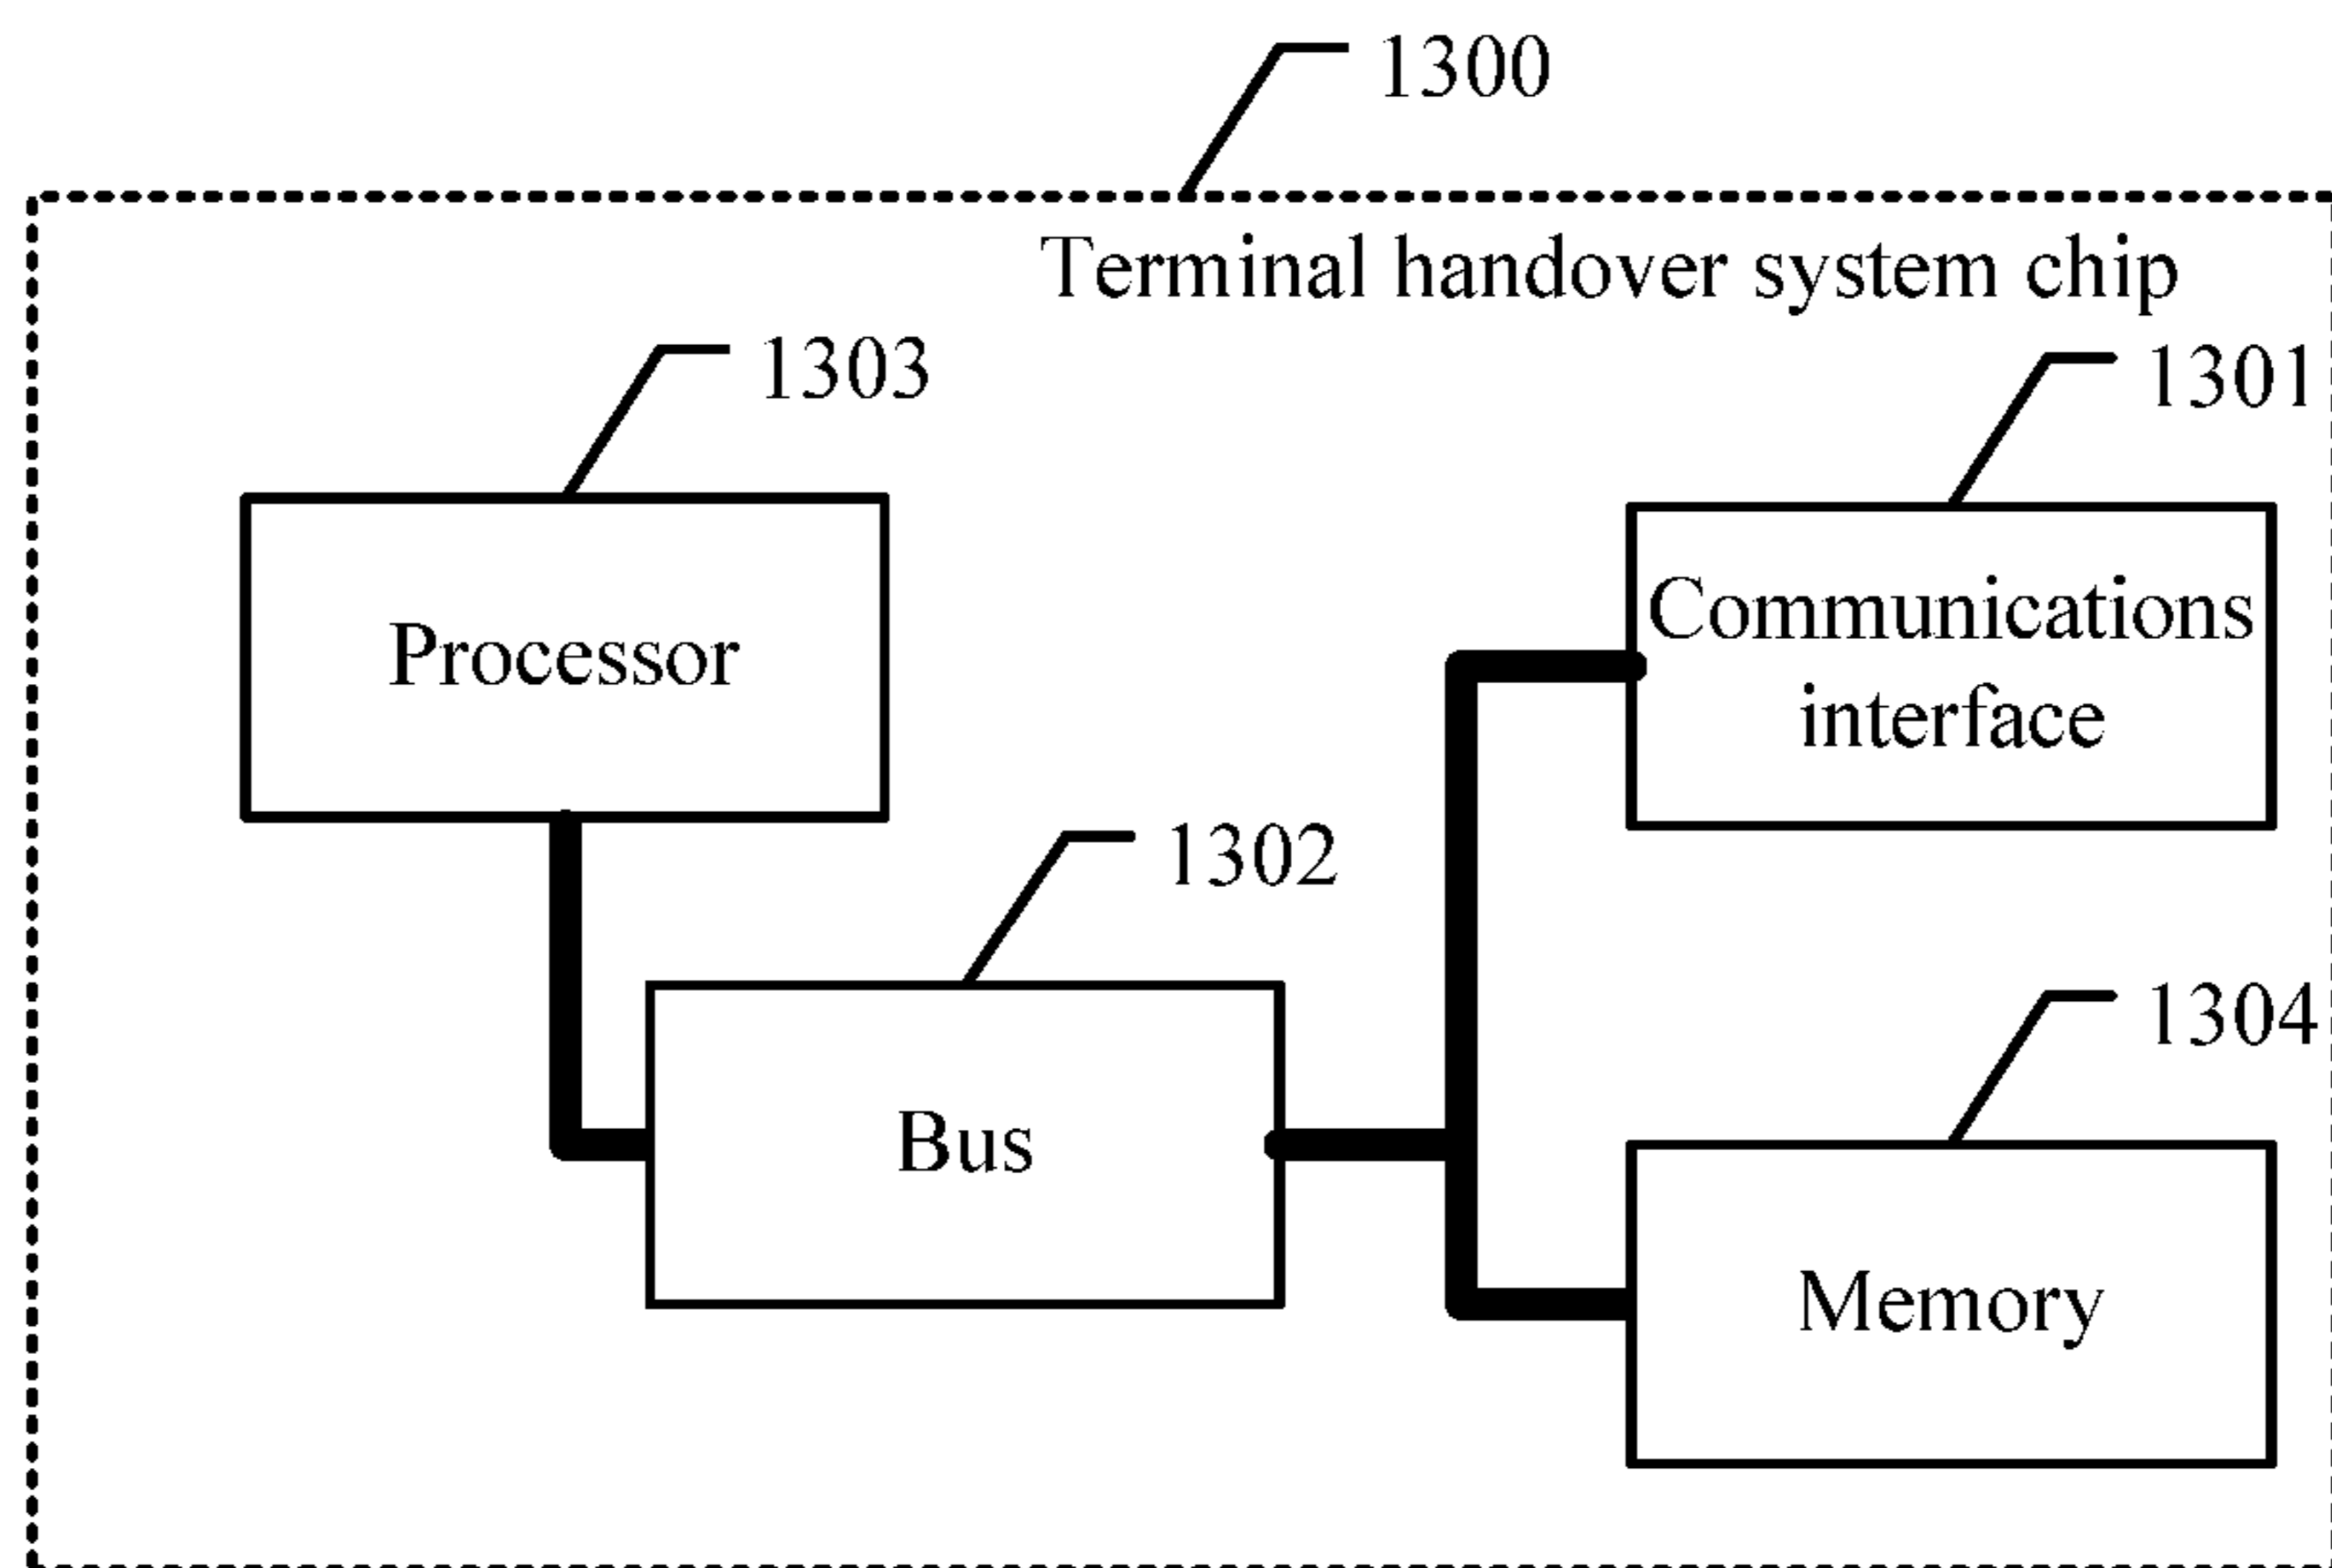 1300
Terminal handover system chip
1303
1301
Processor
Communications
interface
1302
1304
Bus
Memory